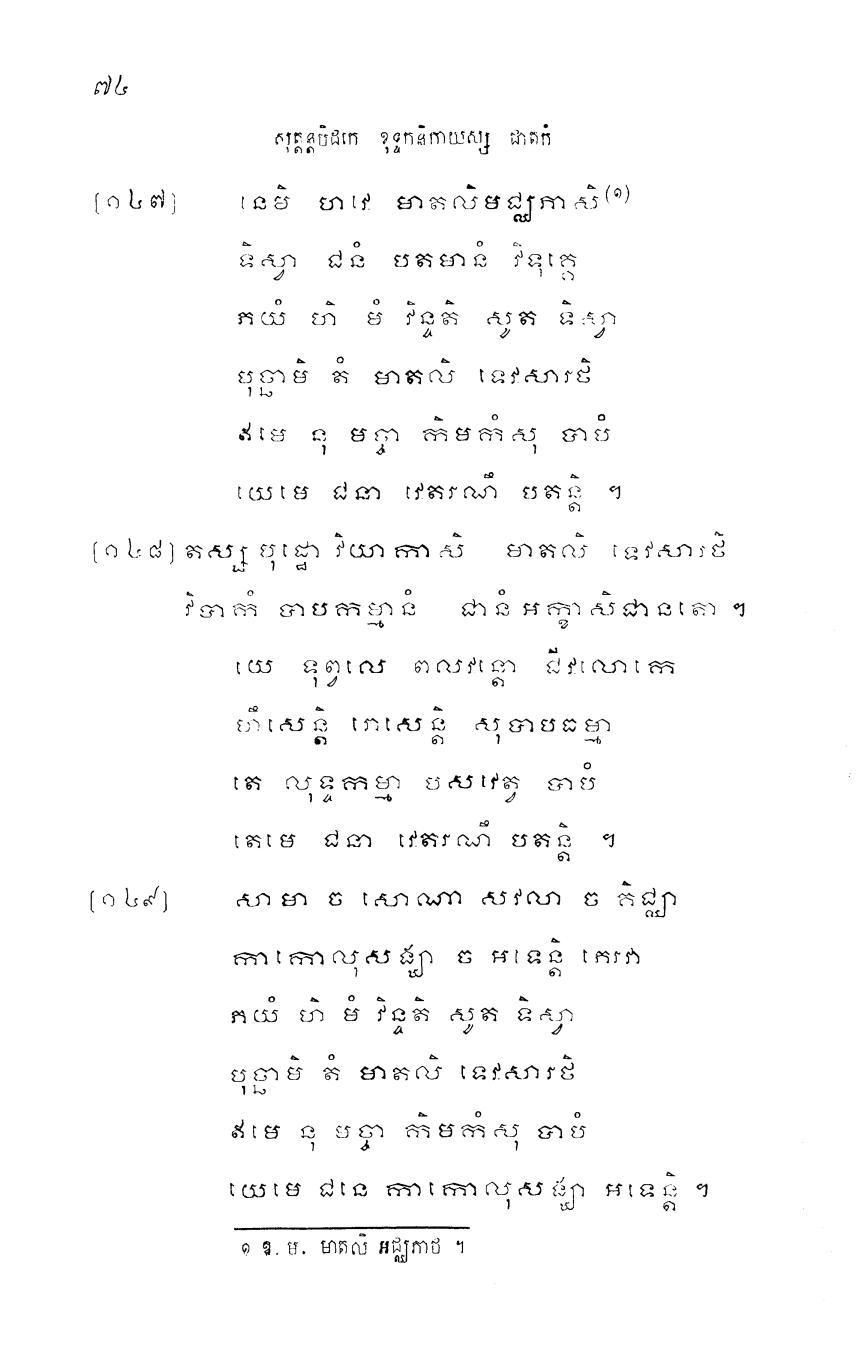 ៧៤
សុត្តន្តបិដកេ ខុទ្ទកនិកាយស្ស ជាតកំ
[១៤៧] នេមិ ហវេ មាតលិមជ្ឈភាសិ(១)
ទិស្វា ជនំ បតមានំ វិទុគ្គេ
ភយំ ហិ មំ វិន្ទតិ សូត ទិស្វា
បុច្ឆាមិ តំ មាតលិ ទេវសារថិ
ឥមេ នុ មច្ចា កិមកំសុ បាបំ
យេមេ ជនា វេតរណឹ បតន្តិ ។
[១៤៨] តស្ស បុដ្ឋោ វិយាកាសិ មាតលិ ទេវសារថិ
វិបាកំ បាបកម្មានំ ជានំ អក្ខាសិជានតោ ។
យេ ទុព្វលេ ពលវន្តោ ជីវលោកេ
ហឹសេន្តិ រោសេន្តិ សុបាបធម្មា
តេ លុទ្ទកម្មា បសវេត្វ បាបំ
តេមេ ជនា វេតរណឹ បតន្តិ ។
[១៤៩] សាមា ច សោណា សវលា ច គិជ្ឈា
កាកោលុសង្ឃា ច អទេន្តិ ភេរវា
ភយំ ហិ មំ វិន្ទតិ សូត ទិស្វា
បុច្ឆាមិ តំ មាតលិ ទេវសារថិ
ឥមេ នុ បច្ចា កិមកំសុ បាបំ
យេមេ ជនេ កាកោលុសង្ឃា អទេន្តិ ។
១ ឱ. ម. មាតលិ អជ្ឈភាថ ។